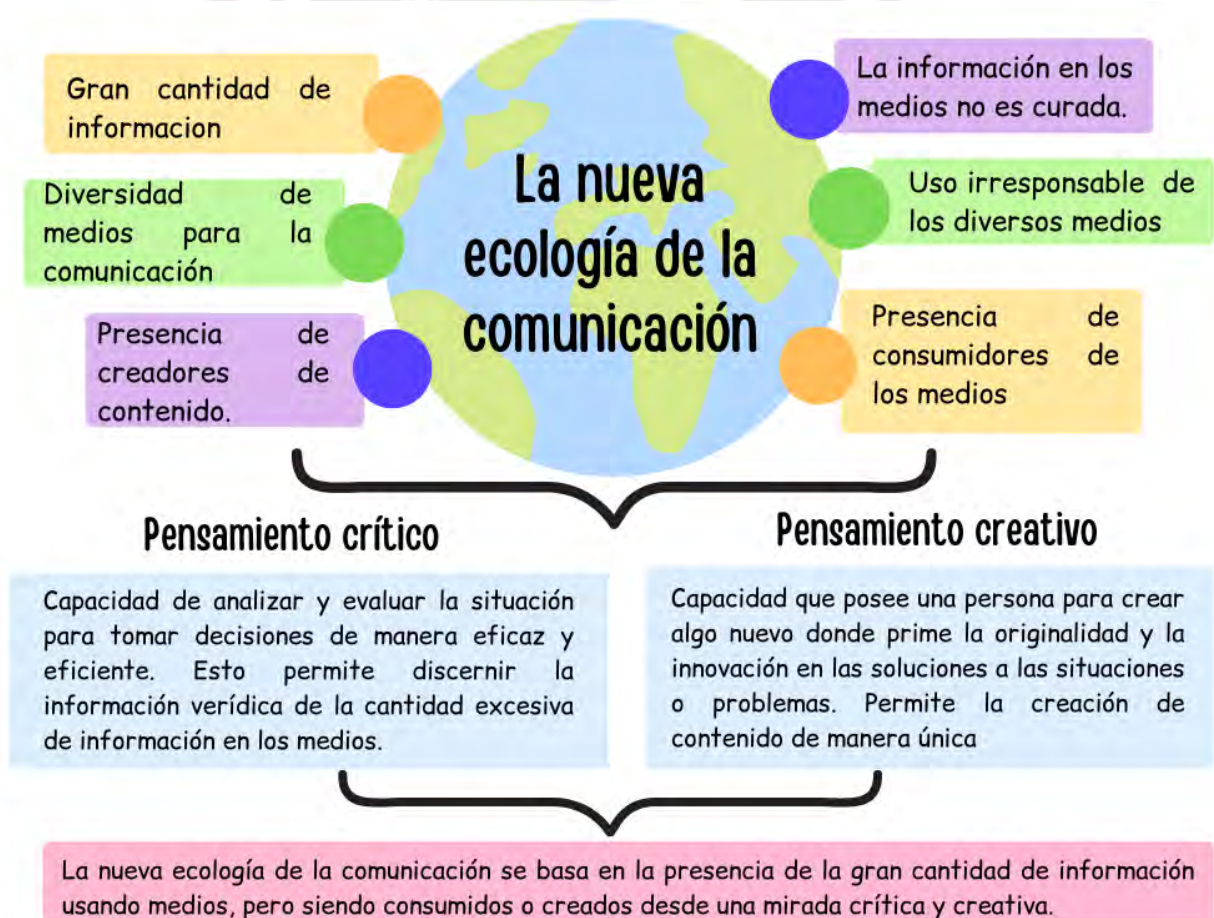 Gran cantidad de
informacion
Diversidad de
medios para la
comunicación
Presencia de
creadores de
contenido.
La nueva
ecología de la
comunicación
La información en los
medios no es curada.
Uso irresponsable de
los diversos medios
Presencia de
consumidores de
los medios
Pensamiento crítico
Capacidad de analizar y evaluar la situación
para tomar decisiones de manera eficaz y
eficiente. Esto permite discernir la
información verídica de la cantidad excesiva
de información en los medios.
Pensamiento creativo
Capacidad que posee una persona para crear
algo nuevo donde prime la originalidad y la
innovación en las soluciones a las situaciones
o problemas. Permite la creación de
contenido de manera única
La nueva ecología de la comunicación se basa en la presencia de la gran cantidad de información
usando medios, pero siendo consumidos o creados desde una mirada crítica y creativa.